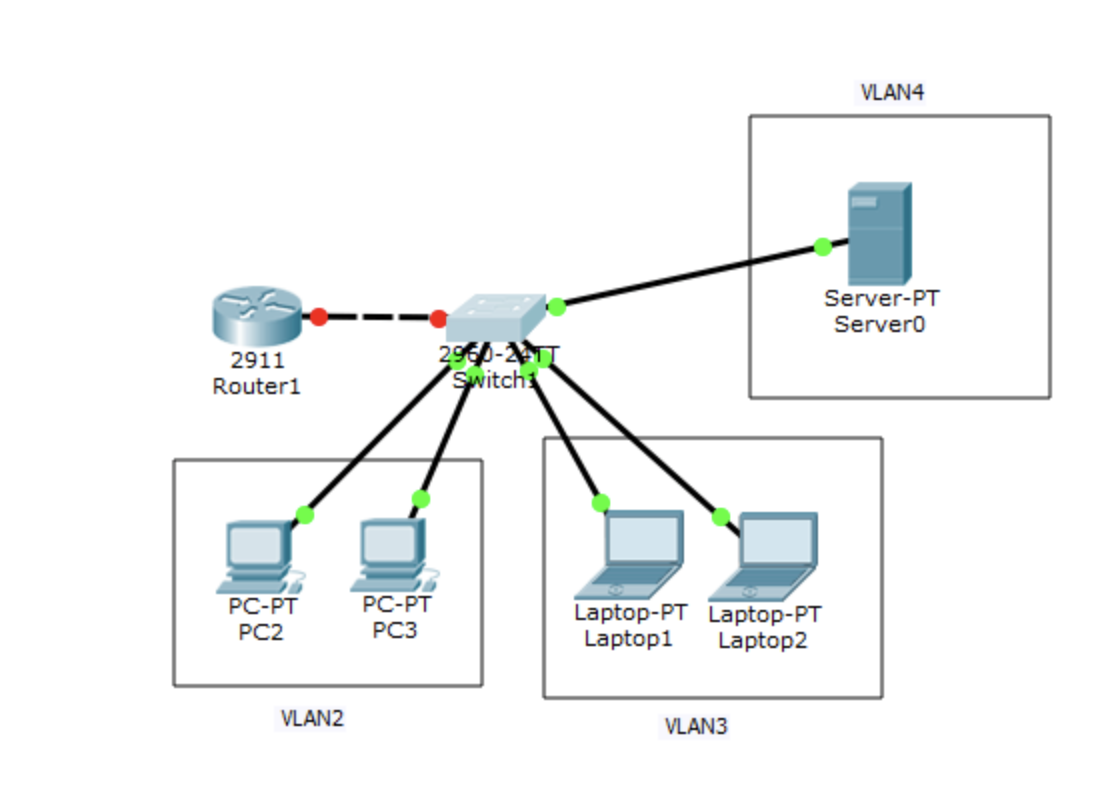 VLAN4
Server-PT
Server0
2911
Router1
2960-24TT
Switch1
PC-PT
PC2
PC-PT
PC3
Laptop-PT
Laptop1
Laptop-PT
Laptop2
VLAN2
VLAN3